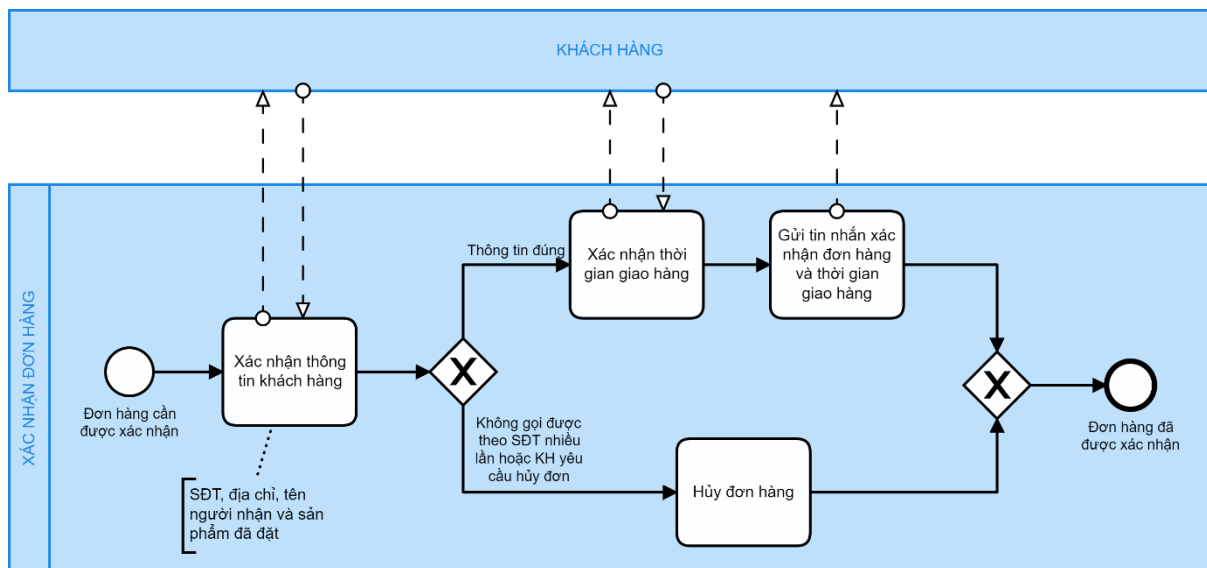 KHÁCH HÀNG
XÁC NHẬN ĐƠN HÀNG
Đơn hàng cần
được xác nhận
Xác nhận thông
tin khách hàng
SĐT, địa chỉ, tên
người nhận và sản
phẩm đã đặt
Thông tin đúng
Xác nhận thời
gian giao hàng
Gửi tin nhắn xác
nhận đơn hàng
và thời gian
giao hàng
Không gọi được
theo SĐT nhiều
lần hoặc KH yêu
cầu hủy đơn
Hủy đơn hàng
Đơn hàng đã
được xác nhận